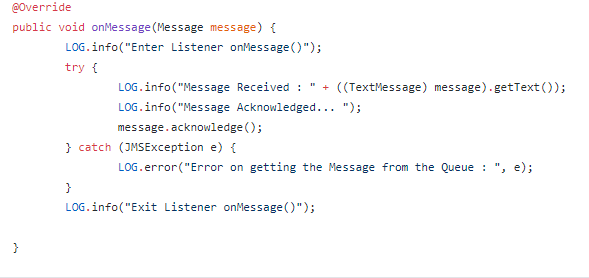 @Override
public void onMessage(Message message) {
LOG.info("Enter Listener onMessage()");
try {
LOG.info("Message Received : " + ((TextMessage) message).getText());
LOG.info("Message Acknowledged... ");
message.acknowledge();
} catch (JMSException e) {
LOG.error("Error on getting the Message from the Queue : ", e);
}
LOG.info("Exit Listener onMessage()");
}